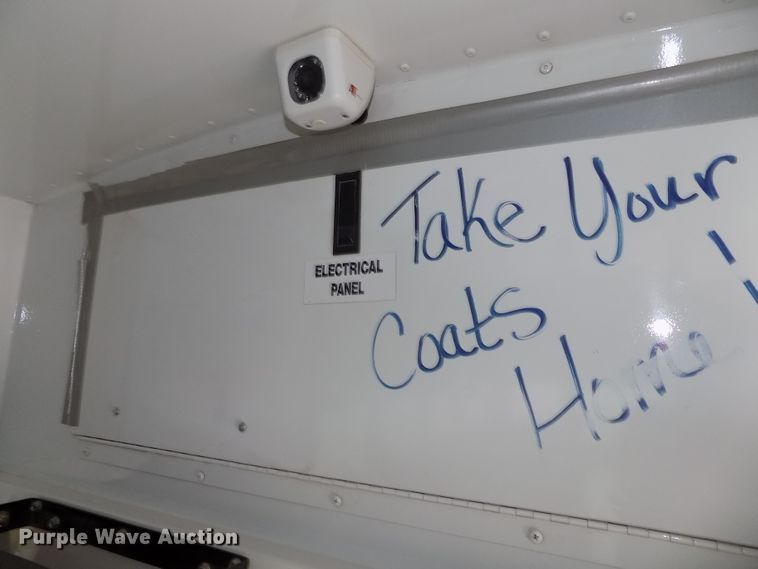 Take Your
Coats
Home !
ELECTRICAL
PANEL
Purple Wave Auction